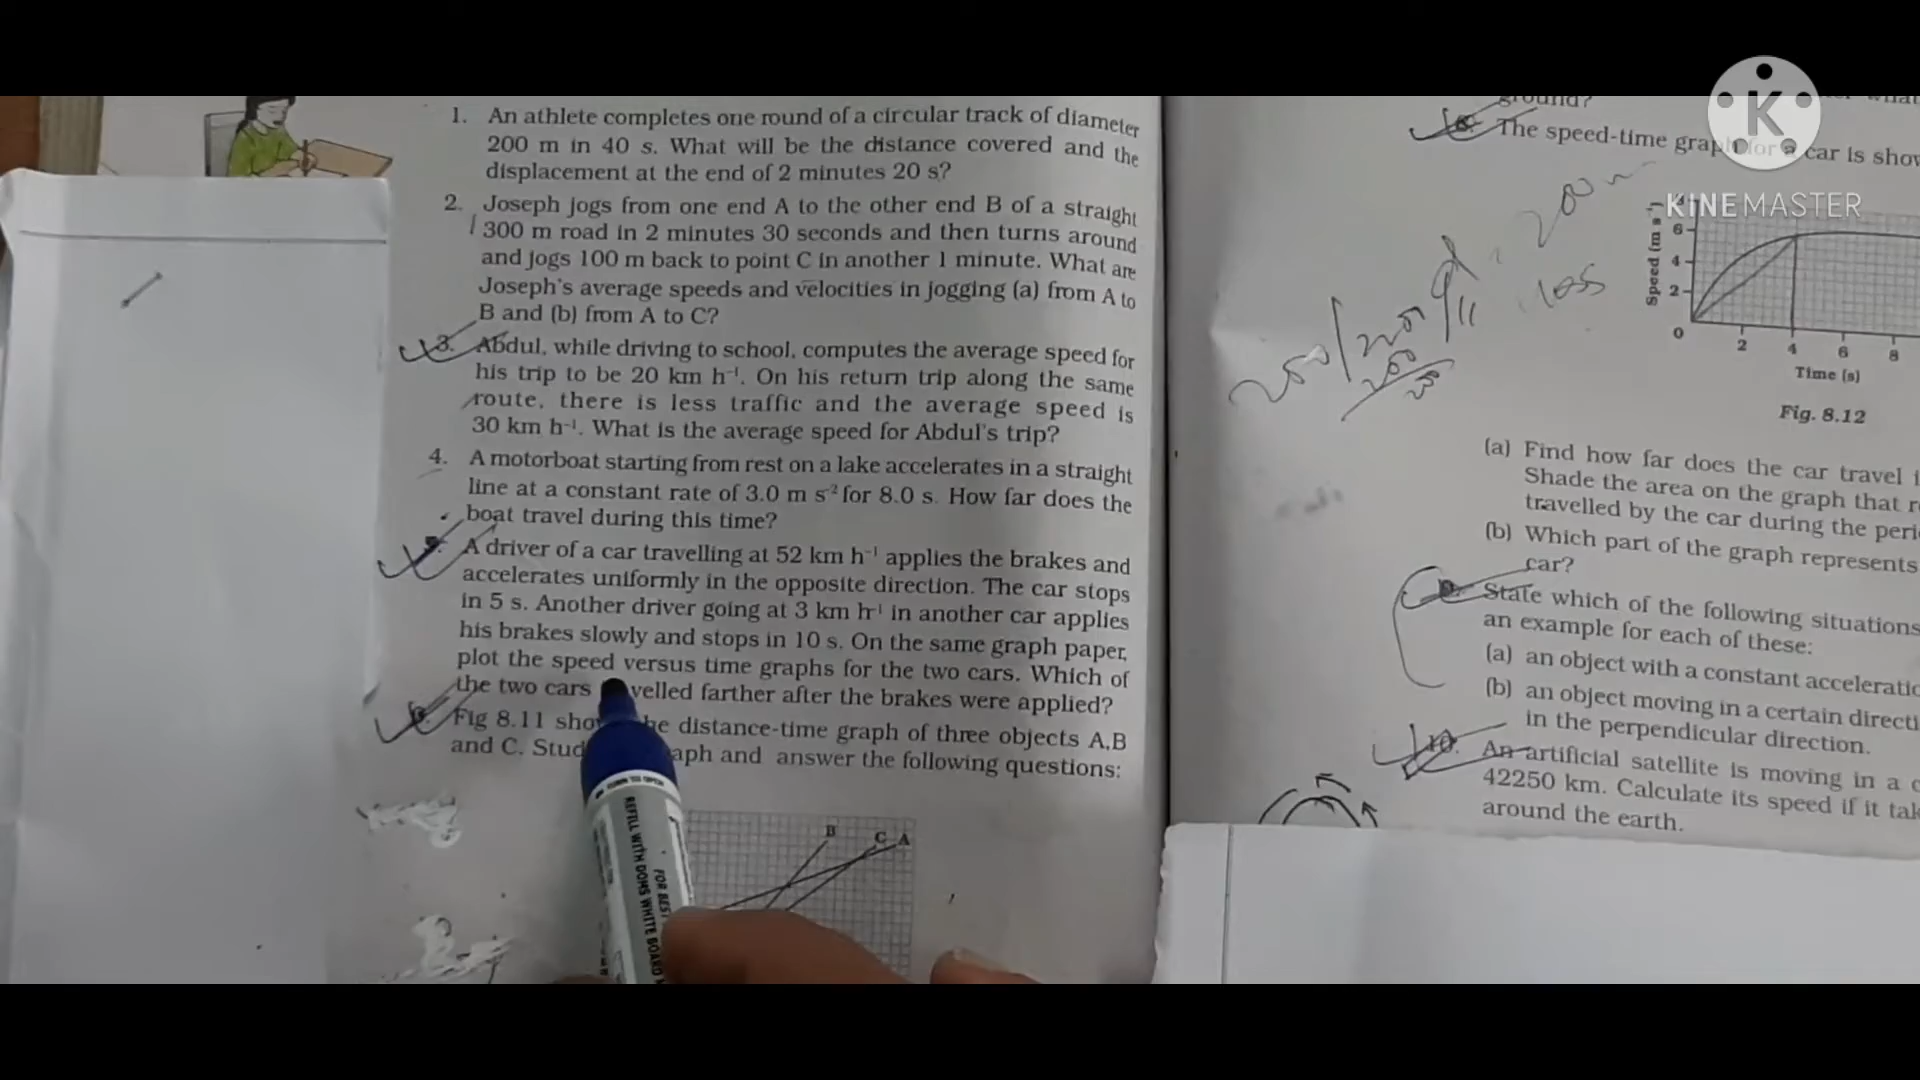 1. An athlete completes one round of a circular track of diameter
200 m in 40 s. What will be the distance covered and the
displacement at the end of 2 minutes 20 s?
2. Joseph jogs from one end A to the other end B of a straight
300 m road in 2 minutes 30 seconds and then turns around
and jogs 100 m back to point C in another 1 minute. What are
Joseph's average speeds and velocities in jogging (a) from A to
B and (b) from A to C?
3. Abdul, while driving to school, computes the average speed for
his trip to be 20 km h⁻¹. On his return trip along the same
route, there is less traffic and the average speed is
30 km h⁻¹. What is the average speed for Abdul's trip?
4. A motorboat starting from rest on a lake accelerates in a straight
line at a constant rate of 3.0 m s⁻² for 8.0 s. How far does the
boat travel during this time?
A driver of a car travelling at 52 km h⁻¹ applies the brakes and
accelerates uniformly in the opposite direction. The car stops
in 5 s. Another driver going at 3 km h⁻¹ in another car applies
his brakes slowly and stops in 10 s. On the same graph paper,
plot the speed versus time graphs for the two cars. Which of
the two cars velled farther after the brakes were applied?
Fig 8.11 sho he distance-time graph of three objects A,B
and C. Stud aph and answer the following questions:
B C A
REFILL WITH DOMS WHITE BOARD
FOR BES
ground?
The speed-time graph for a car is show
K
KINEMASTER
Speed (m s⁻¹)
6
4
2
0
2 4 6 8
Time (s)
Fig. 8.12
(a) Find how far does the car travel i
Shade the area on the graph that r
travelled by the car during the peri
(b) Which part of the graph represents
car?
State which of the following situations
an example for each of these:
(a) an object with a constant acceleratio
(b) an object moving in a certain directi
in the perpendicular direction.
10. An artificial satellite is moving in a c
42250 km. Calculate its speed if it tak
around the earth.